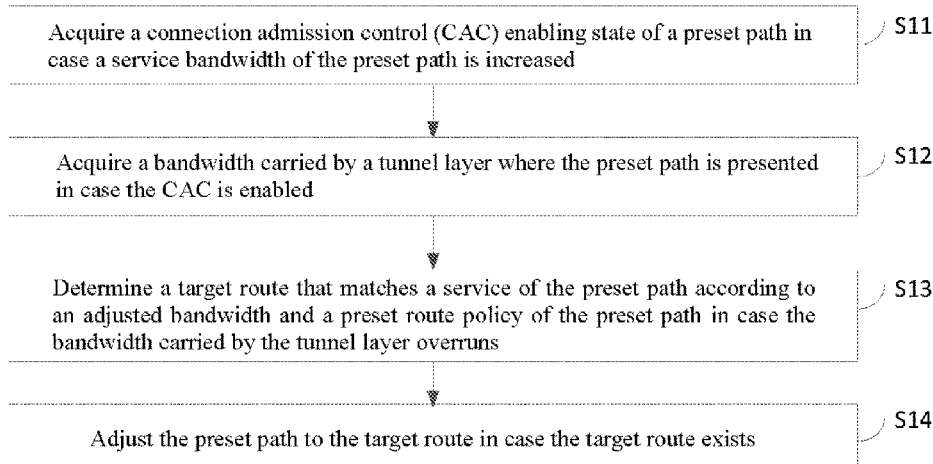 Acquire a connection admission control (CAC) enabling state of a preset path in
case a service bandwidth of the preset path is increased
S11
Acquire a bandwidth carried by a tunnel layer where the preset path is presented
in case the CAC is enabled
S12
Determine a target route that matches a service of the preset path according to
an adjusted bandwidth and a preset route policy of the preset path in case the
bandwidth carried by the tunnel layer overruns
S13
Adjust the preset path to the target route in case the target route exists
S14